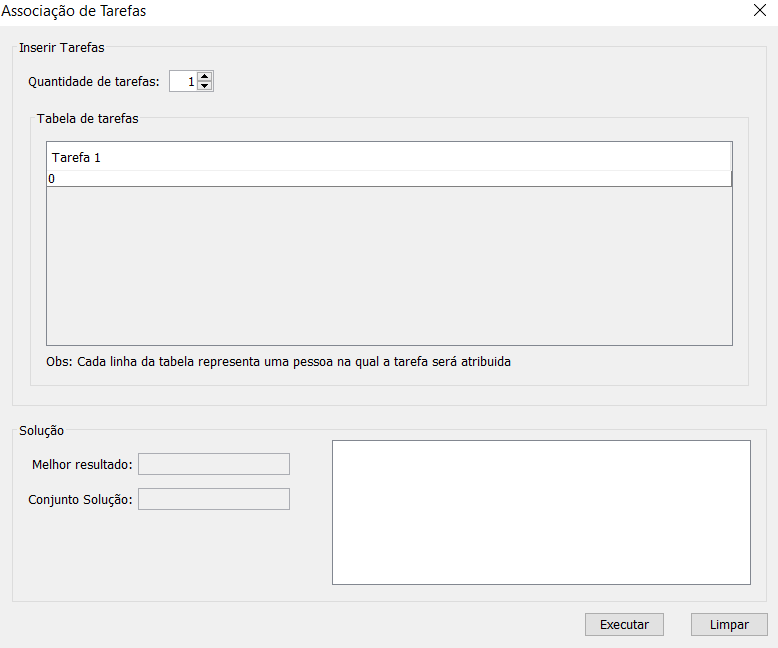 Associação de Tarefas
Inserir Tarefas
Quantidade de tarefas: 1
Tabela de tarefas
Tarefa 1
0
Obs: Cada linha da tabela representa uma pessoa na qual a tarefa será atribuida
Solução
Melhor resultado:
Conjunto Solução:
Executar Limpar